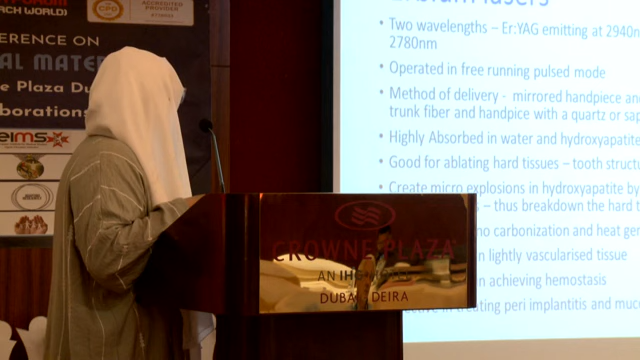 ACCREDITED
PROVIDER
RCH WORLD)
ERENCE ON
AL MATE
e Plaza Du
borations
eims
Two wavelengths – Er:YAG emitting at 2940n
2780nm
Operated in free running pulsed mode
Method of delivery - mirrored handpiece and
trunk fiber and handpice with a quartz or sap
Highly Absorbed in water and hydroxyapatite
Good for ablating hard tissues – tooth structu
Create micro explosions in hydroxyapatite by
s – thus breakdown the hard t
no carbonization and heat gen
n lightly vascularised tissue
n achieving hemostasis
in treating peri implantitis and muc
CROWNE PLAZA
AN IHG HOTEL
DUBAI DEIRA